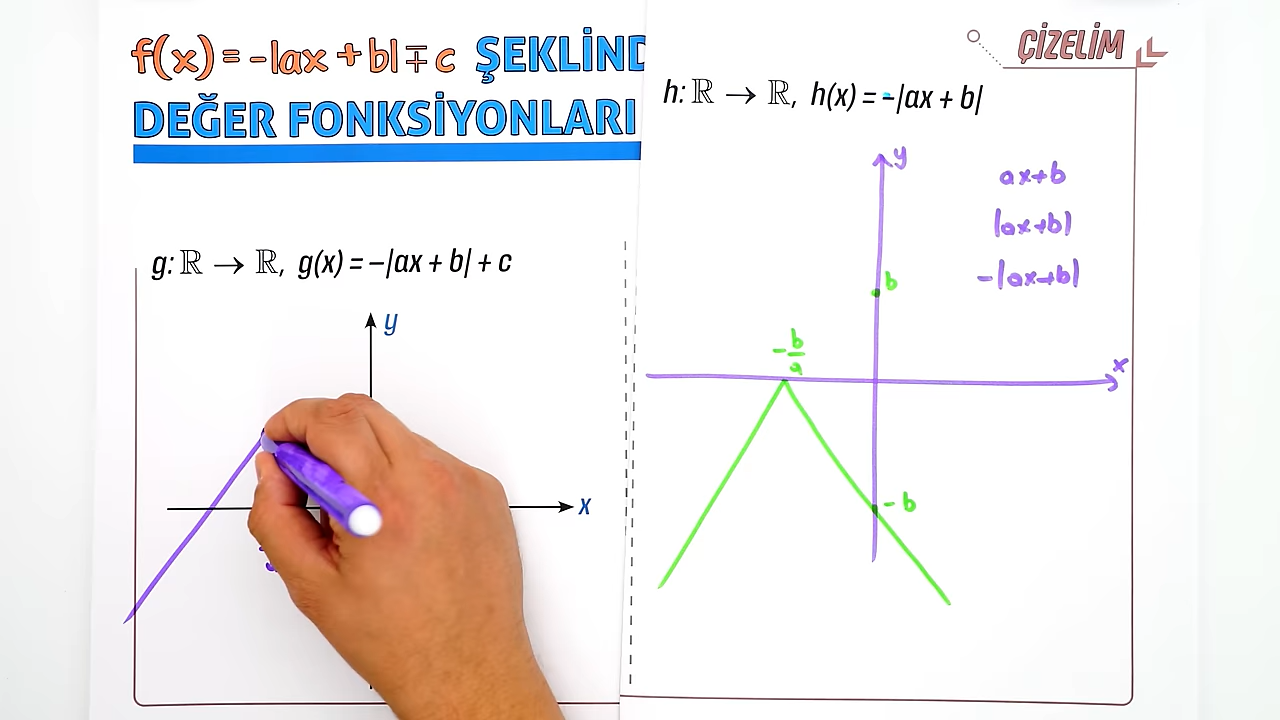 f(x) = -|ax + b| ∓ c ŞEKLİND
DEĞER FONKSİYONLARI
g: ℝ → ℝ, g(x) = –|ax + b| + c
y
x
ÇİZELİM
h: ℝ → ℝ, h(x) = -|ax + b|
y
ax+b
|ax+b|
-|ax+b|
b
-b/a
x
-b